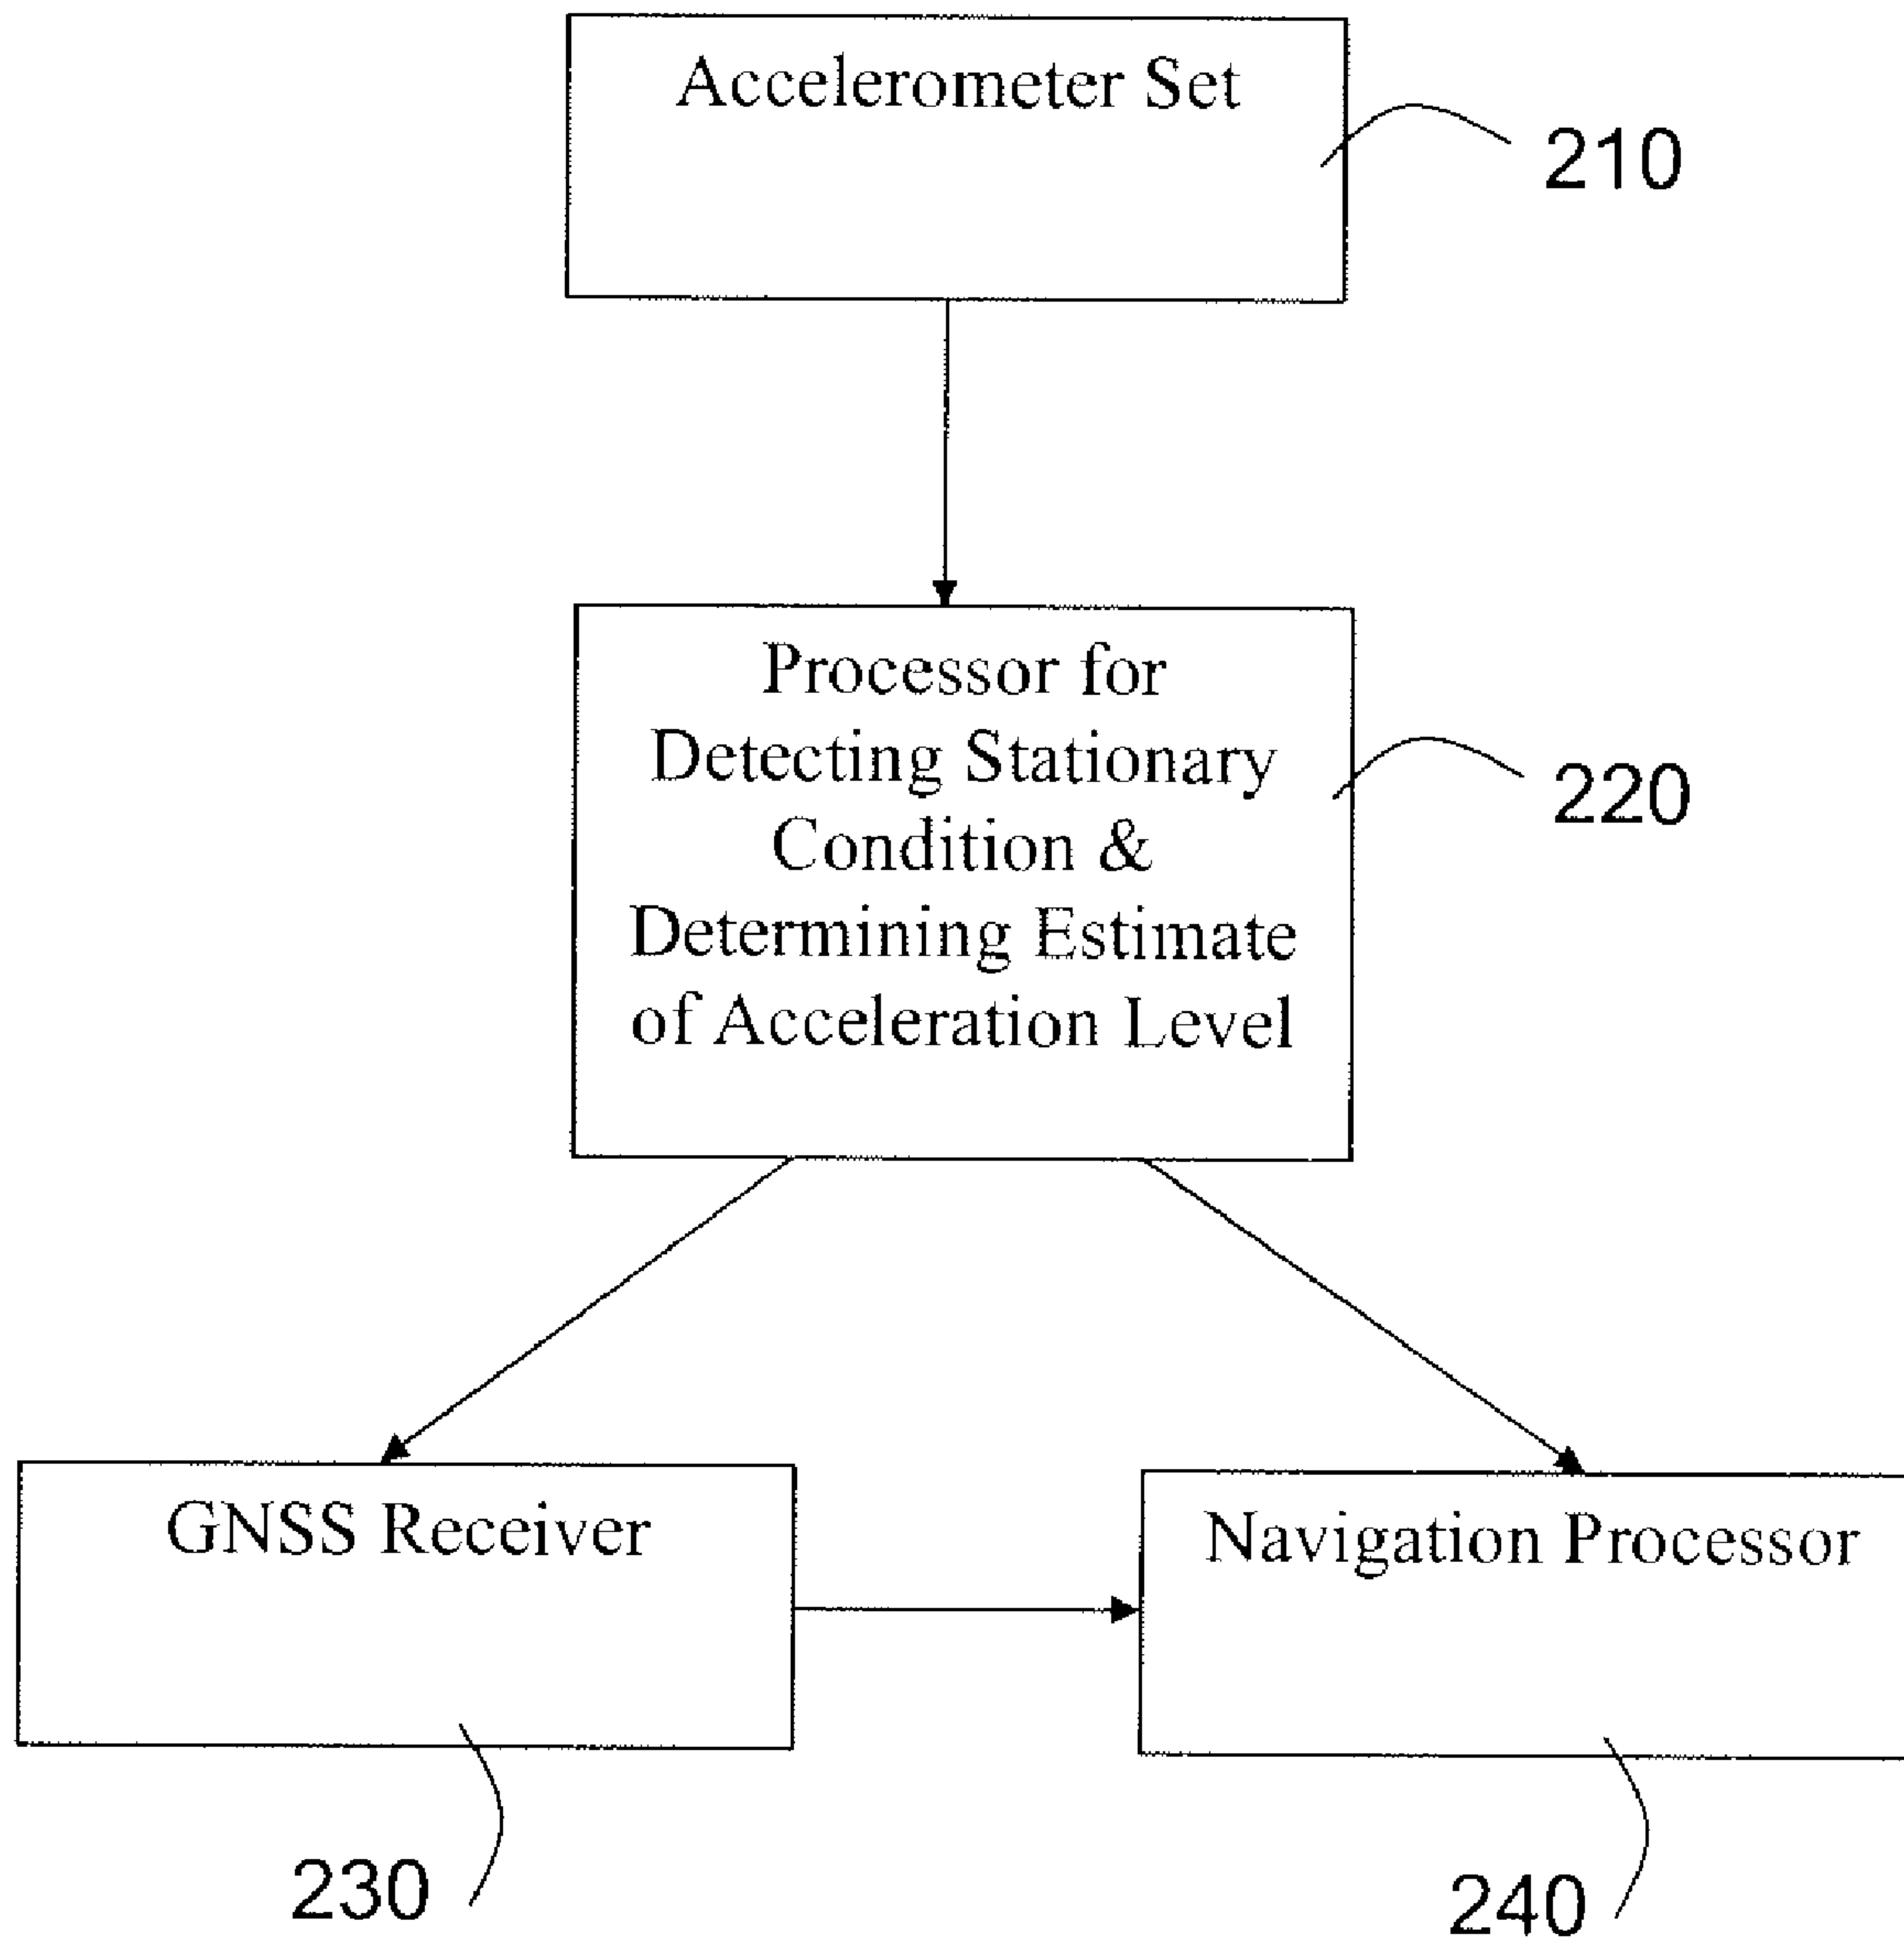 Accelerometer Set
210
Processor for
Detecting Stationary
Condition &
Determining Estimate
of Acceleration Level
220
GNSS Receiver
Navigation Processor
230
240